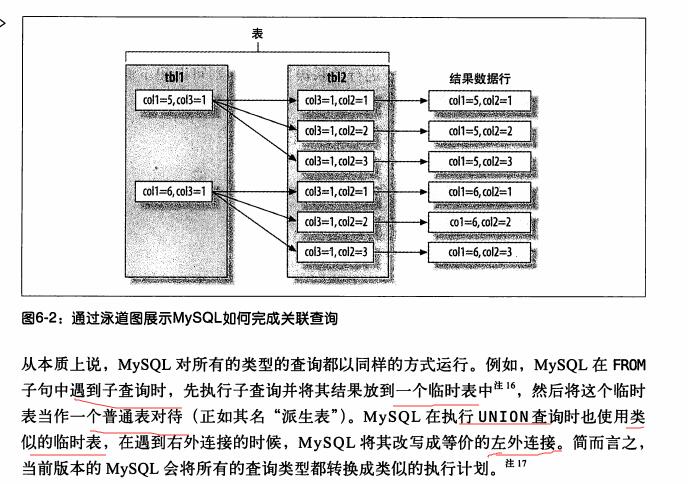 表
tbl1 tbl2 结果数据行
col1=5, col3=1 col3=1, col2=1 col1=5, col2=1
col3=1, col2=2 col1=5, col2=2
col3=1, col2=3 col1=5, col2=3
col1=6, col3=1 col3=1, col2=1 col1=6, col2=1
col3=1, col2=2 co1=6, col2=2
col3=1, col2=3 col1=6, col2=3
图6-2：通过泳道图展示MySQL如何完成关联查询
从本质上说，MySQL 对所有的类型的查询都以同样的方式运行。例如，MySQL 在 FROM
子句中遇到子查询时，先执行子查询并将其结果放到一个临时表中注16，然后将这个临时
表当作一个普通表对待（正如其名“派生表”）。MySQL 在执行 UNION 查询时也使用类
似的临时表，在遇到右外连接的时候，MySQL 将其改写成等价的左外连接。简而言之，
当前版本的 MySQL 会将所有的查询类型都转换成类似的执行计划。注17